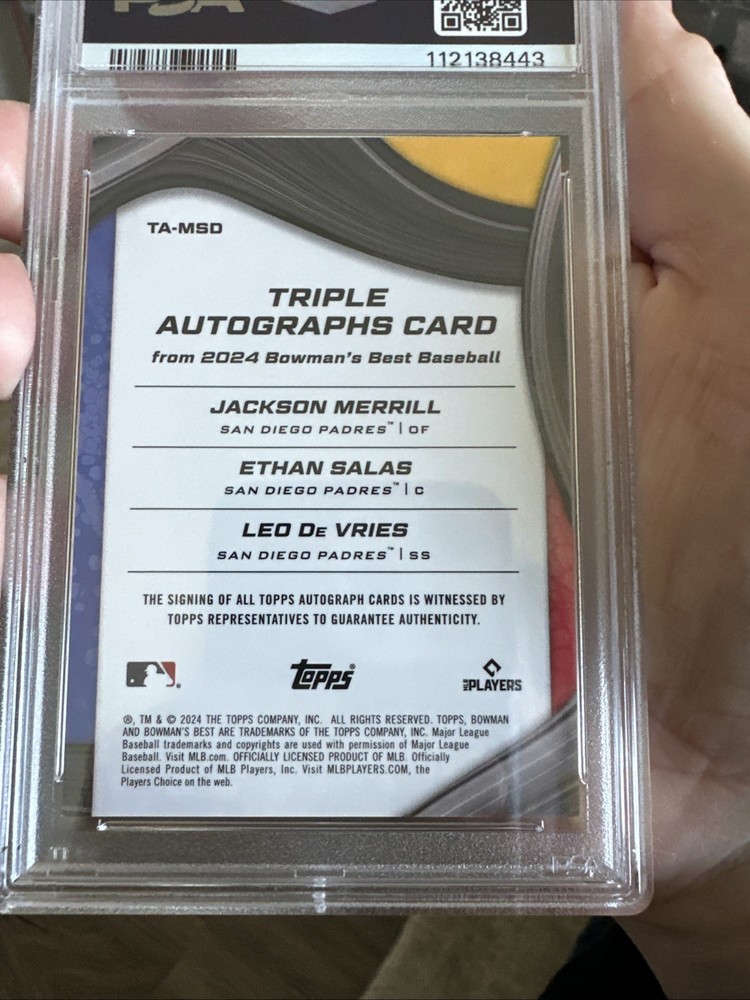 PSA
112138443
TA-MSD
TRIPLE
AUTOGRAPHS CARD
from 2024 Bowman's Best Baseball
JACKSON MERRILL
SAN DIEGO PADRES™ | OF
ETHAN SALAS
SAN DIEGO PADRES™ | C
LEO DE VRIES
SAN DIEGO PADRES™ | SS
THE SIGNING OF ALL TOPPS AUTOGRAPH CARDS IS WITNESSED BY
TOPPS REPRESENTATIVES TO GUARANTEE AUTHENTICITY.
Topps®
MLB PLAYERS
®, TM & © 2024 THE TOPPS COMPANY, INC. ALL RIGHTS RESERVED. TOPPS, BOWMAN
AND BOWMAN'S BEST ARE TRADEMARKS OF THE TOPPS COMPANY, INC. Major League
Baseball trademarks and copyrights are used with permission of Major League
Baseball. Visit MLB.com. OFFICIALLY LICENSED PRODUCT OF MLB. Officially
Licensed Product of MLB Players, Inc. Visit MLBPLAYERS.COM, the
Players Choice on the web.
PSA